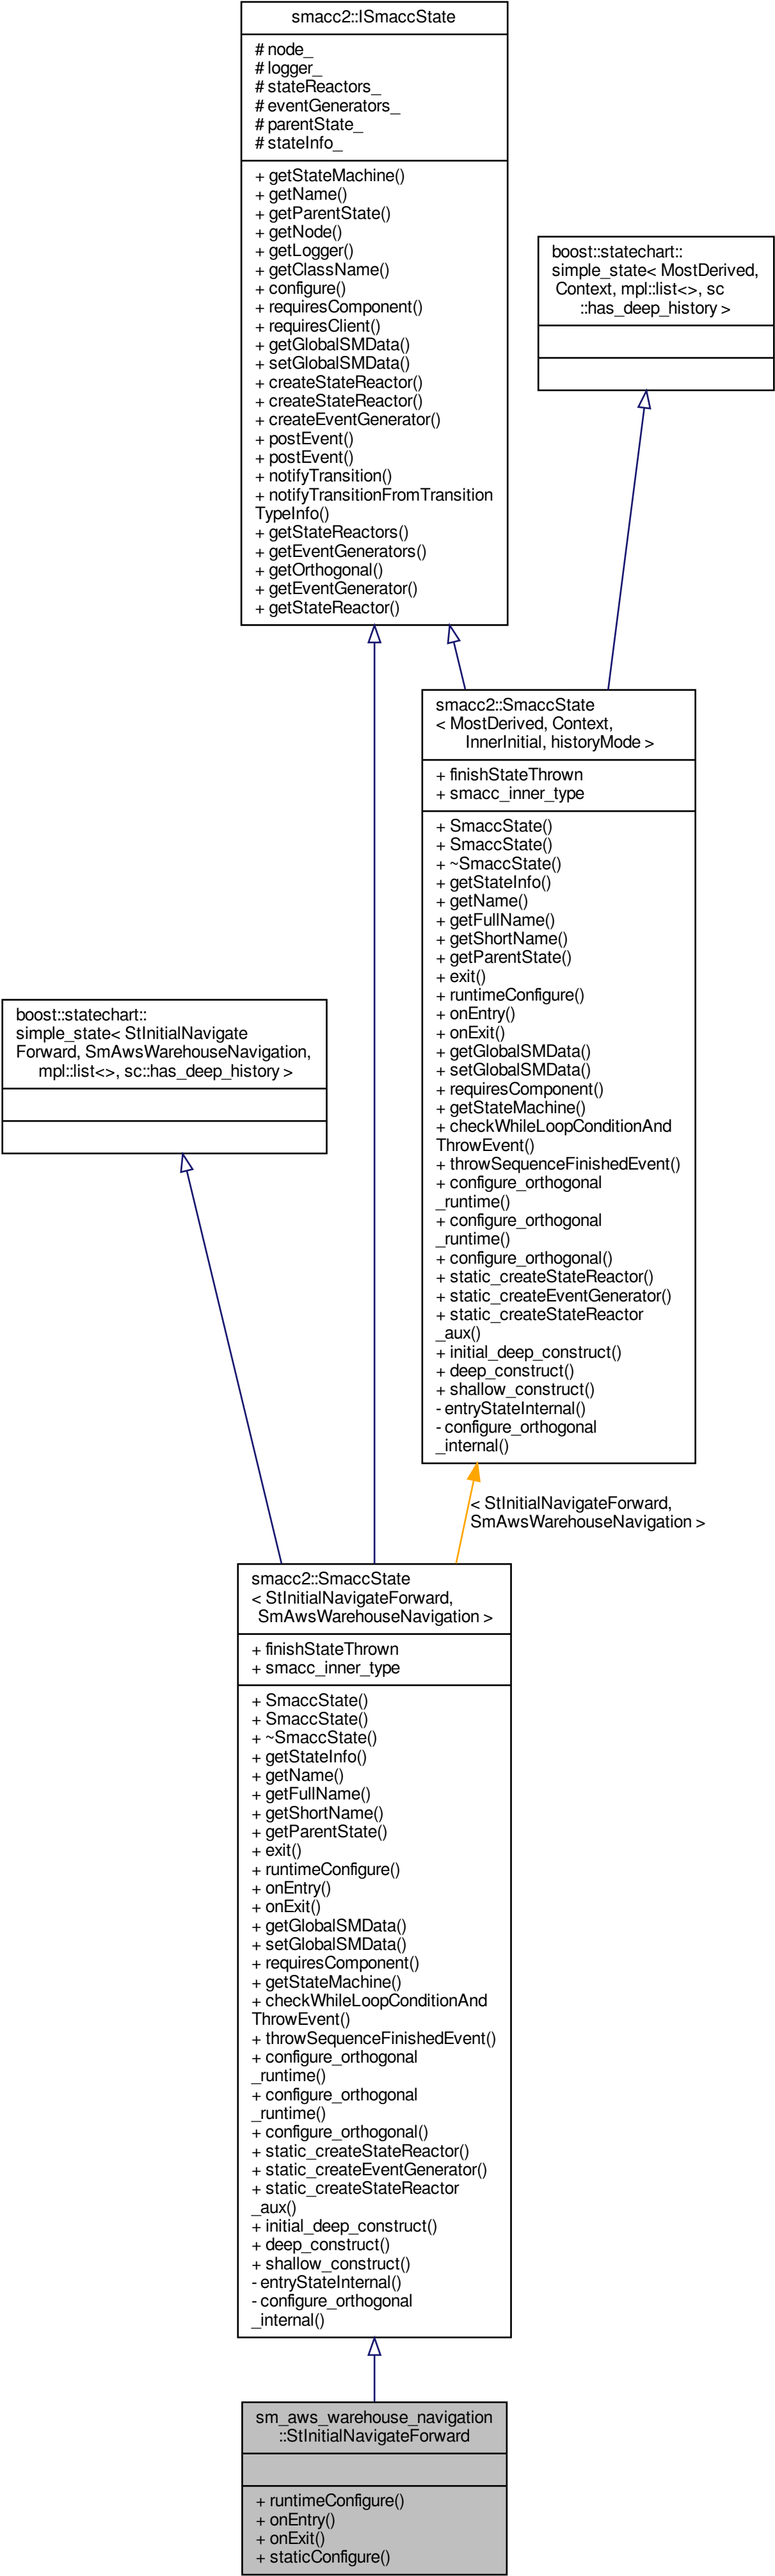 smacc2::ISmaccState
# node_
# logger_
# stateReactors_
# eventGenerators_
# parentState_
# stateInfo_
+ getStateMachine()
+ getName()
+ getParentState()
+ getNode()
+ getLogger()
+ getClassName()
+ configure()
+ requiresComponent()
+ requiresClient()
+ getGlobalSMData()
+ setGlobalSMData()
+ createStateReactor()
+ createStateReactor()
+ createEventGenerator()
+ postEvent()
+ postEvent()
+ notifyTransition()
+ notifyTransitionFromTransition
TypeInfo()
+ getStateReactors()
+ getEventGenerators()
+ getOrthogonal()
+ getEventGenerator()
+ getStateReactor()
boost::statechart::
simple_state< MostDerived,
Context, mpl::list<>, sc
::has_deep_history >
smacc2::SmaccState
< MostDerived, Context,
InnerInitial, historyMode >
+ finishStateThrown
+ smacc_inner_type
+ SmaccState()
+ SmaccState()
+ ~SmaccState()
+ getStateInfo()
+ getName()
+ getFullName()
+ getShortName()
+ getParentState()
+ exit()
+ runtimeConfigure()
+ onEntry()
+ onExit()
+ getGlobalSMData()
+ setGlobalSMData()
+ requiresComponent()
+ getStateMachine()
+ checkWhileLoopConditionAnd
ThrowEvent()
+ throwSequenceFinishedEvent()
+ configure_orthogonal
_runtime()
+ configure_orthogonal
_runtime()
+ configure_orthogonal()
+ static_createStateReactor()
+ static_createEventGenerator()
+ static_createStateReactor
_aux()
+ initial_deep_construct()
+ deep_construct()
+ shallow_construct()
- entryStateInternal()
- configure_orthogonal
_internal()
boost::statechart::
simple_state< StInitialNavigate
Forward, SmAwsWarehouseNavigation,
mpl::list<>, sc::has_deep_history >
< StInitialNavigateForward,
SmAwsWarehouseNavigation >
smacc2::SmaccState
< StInitialNavigateForward,
SmAwsWarehouseNavigation >
+ finishStateThrown
+ smacc_inner_type
+ SmaccState()
+ SmaccState()
+ ~SmaccState()
+ getStateInfo()
+ getName()
+ getFullName()
+ getShortName()
+ getParentState()
+ exit()
+ runtimeConfigure()
+ onEntry()
+ onExit()
+ getGlobalSMData()
+ setGlobalSMData()
+ requiresComponent()
+ getStateMachine()
+ checkWhileLoopConditionAnd
ThrowEvent()
+ throwSequenceFinishedEvent()
+ configure_orthogonal
_runtime()
+ configure_orthogonal
_runtime()
+ configure_orthogonal()
+ static_createStateReactor()
+ static_createEventGenerator()
+ static_createStateReactor
_aux()
+ initial_deep_construct()
+ deep_construct()
+ shallow_construct()
- entryStateInternal()
- configure_orthogonal
_internal()
sm_aws_warehouse_navigation
::StInitialNavigateForward
+ runtimeConfigure()
+ onEntry()
+ onExit()
+ staticConfigure()